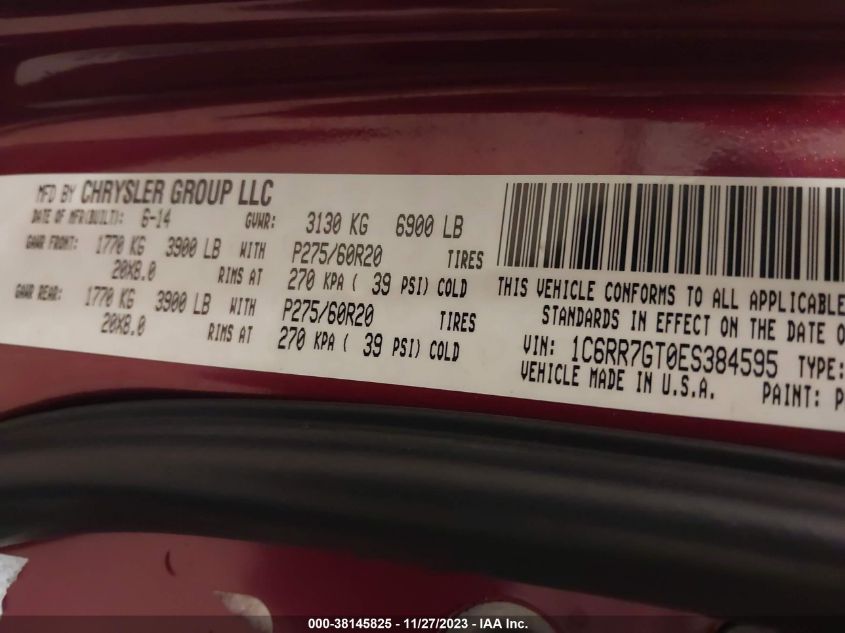 MFD BY CHRYSLER GROUP LLC
DATE OF MFR(BUILT): 6-14 GVWR: 3130 KG 6900 LB
GAWR FRONT: 1770 KG 3900 LB WITH P275/60R20 TIRES
20X8.0 RIMS AT 270 KPA ( 39 PSI) COLD
GAWR REAR: 1770 KG 3900 LB WITH P275/60R20 TIRES
20X8.0 RIMS AT 270 KPA ( 39 PSI) COLD
THIS VEHICLE CONFORMS TO ALL APPLICABLE
STANDARDS IN EFFECT ON THE DATE O
VIN: 1C6RR7GT0ES384595 TYPE:
VEHICLE MADE IN U.S.A. PAINT: P
000-38145825 - 11/27/2023 - IAA Inc.